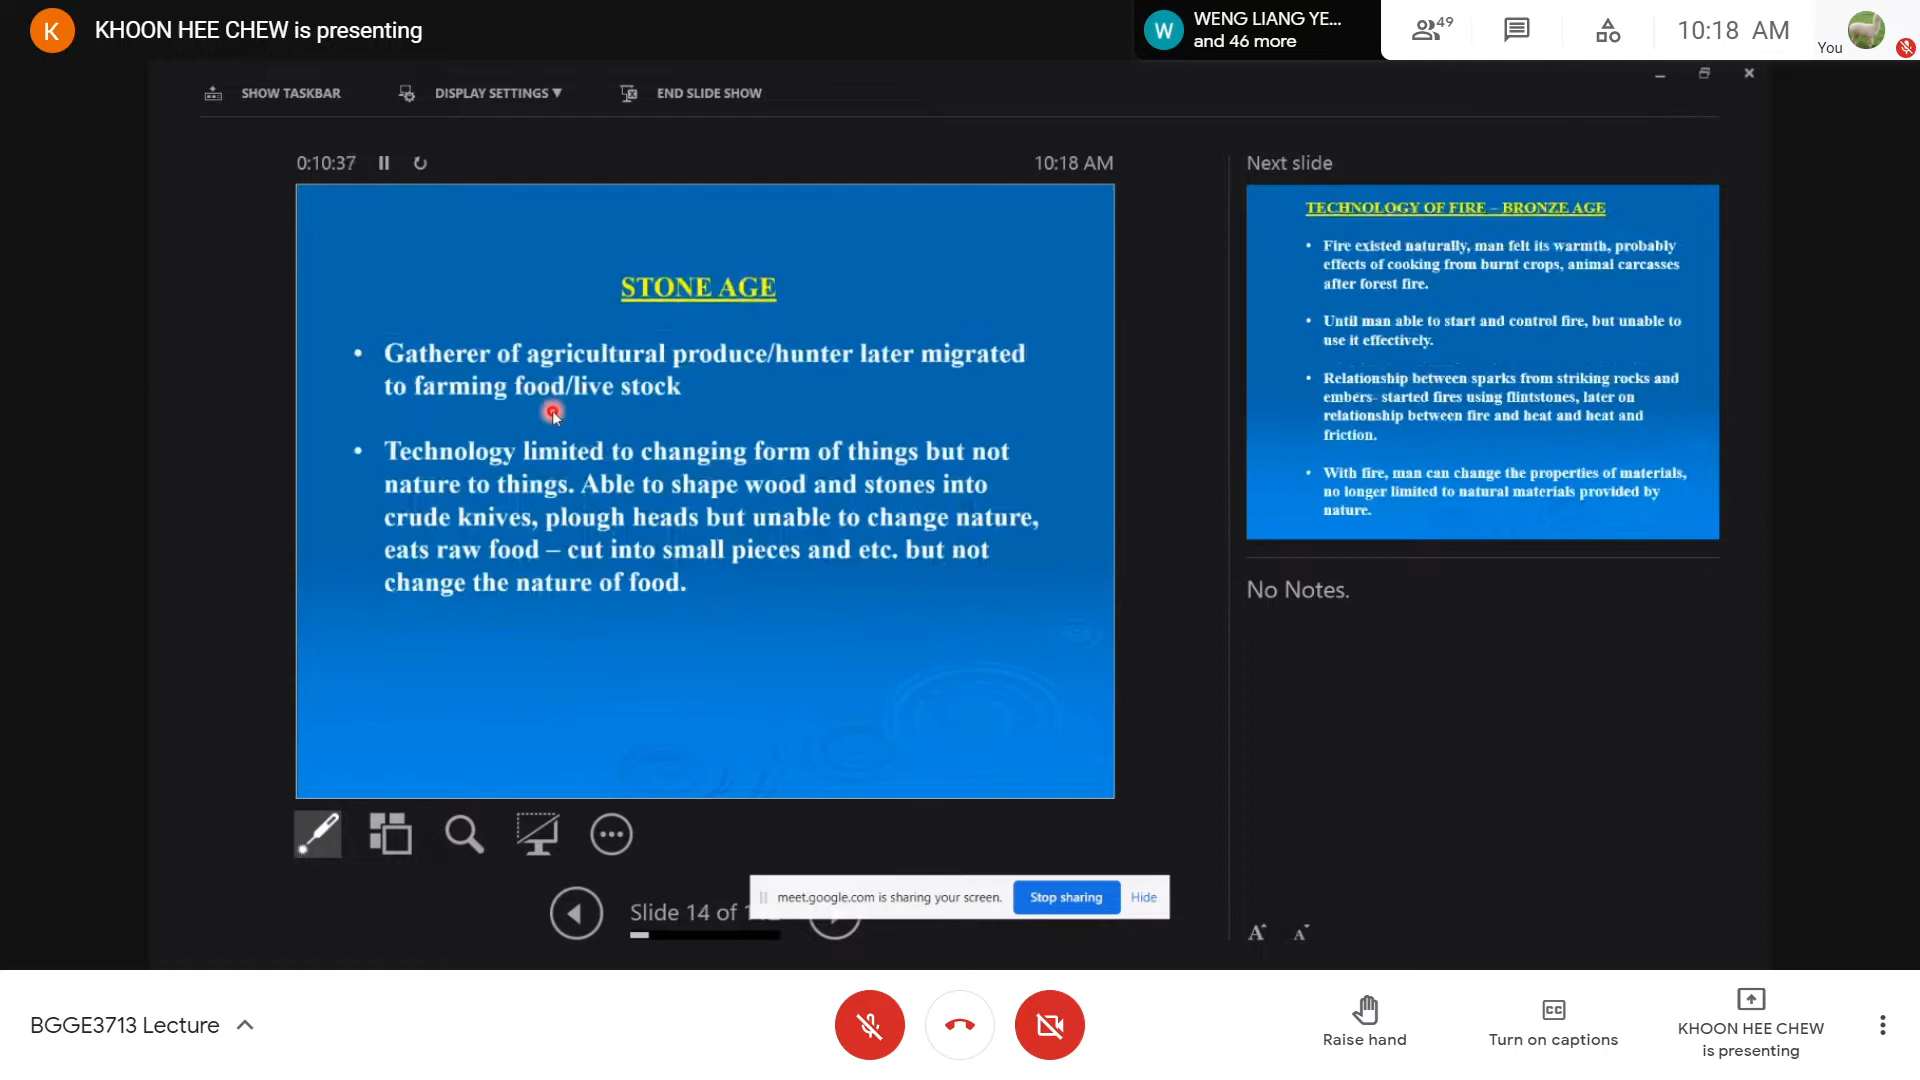 K
KHOON HEE CHEW is presenting
W
WENG LIANG YE...
and 46 more
49
10:18 AM
You
SHOW TASKBAR
DISPLAY SETTINGS ▼
END SLIDE SHOW
0:10:37
10:18 AM
STONE AGE
• Gatherer of agricultural produce/hunter later migrated
to farming food/live stock
• Technology limited to changing form of things but not
nature to things. Able to shape wood and stones into
crude knives, plough heads but unable to change nature,
eats raw food – cut into small pieces and etc. but not
change the nature of food.
Next slide
TECHNOLOGY OF FIRE – BRONZE AGE
• Fire existed naturally, man felt its warmth, probably
effects of cooking from burnt crops, animal carcasses
after forest fire.
• Until man able to start and control fire, but unable to
use it effectively.
• Relationship between sparks from striking rocks and
embers- started fires using flintstones, later on
relationship between fire and heat and heat and
friction.
• With fire, man can change the properties of materials,
no longer limited to natural materials provided by
nature.
No Notes.
A A
Slide 14 of
meet.google.com is sharing your screen.
Stop sharing
Hide
BGGE3713 Lecture
Raise hand
CC
Turn on captions
KHOON HEE CHEW
is presenting